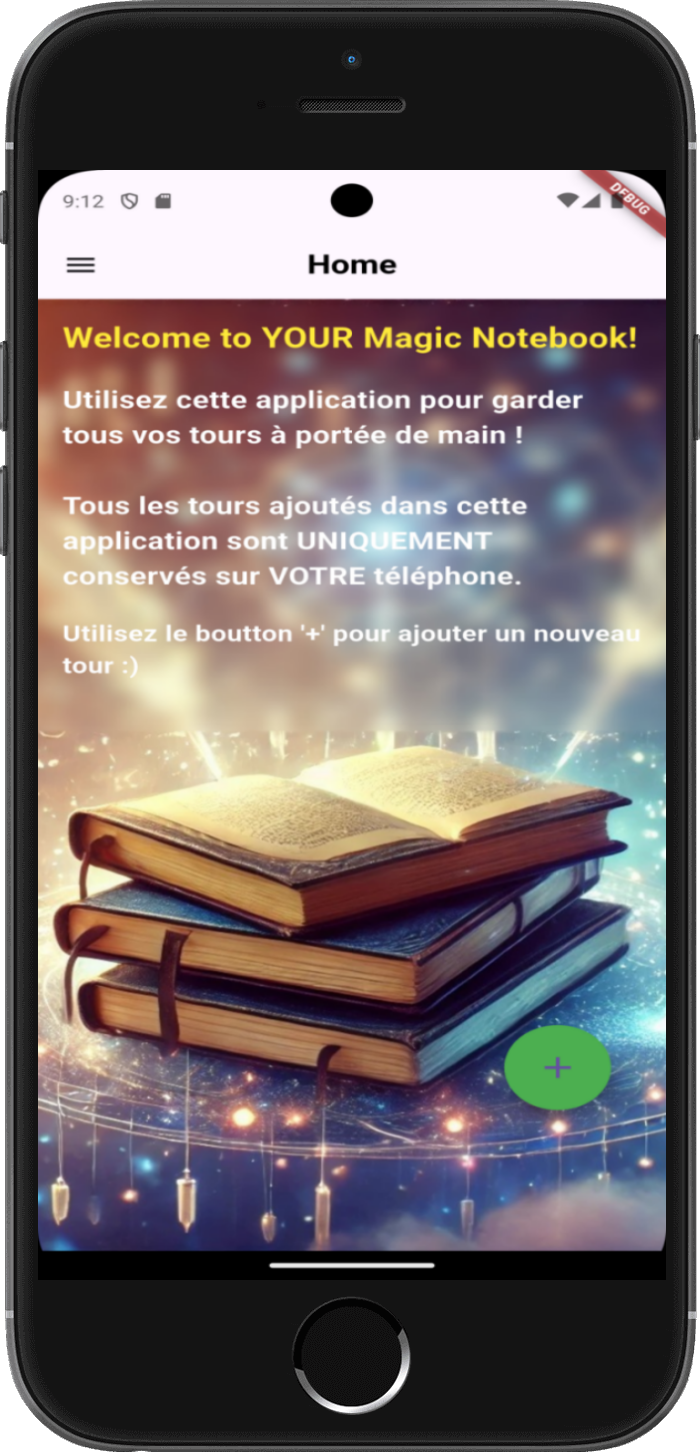 9:12
DEBUG
Home
Welcome to YOUR Magic Notebook!
Utilisez cette application pour garder
tous vos tours à portée de main !
Tous les tours ajoutés dans cette
application sont UNIQUEMENT
conservés sur VOTRE téléphone.
Utilisez le boutton '+' pour ajouter un nouveau
tour :)
+